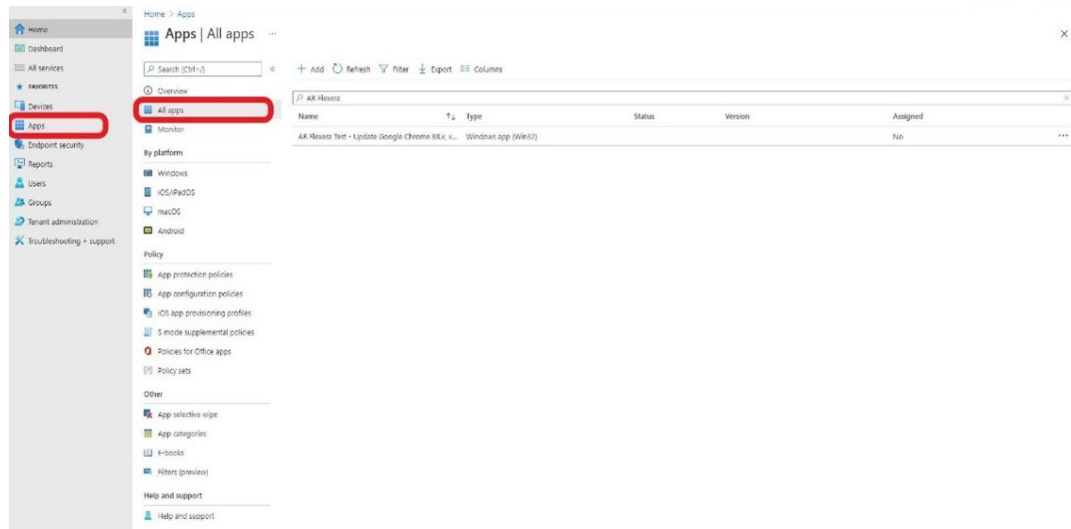 Home
Dashboard
All services
FAVORITES
Devices
Apps
Endpoint security
Reports
Users
Groups
Tenant administration
Troubleshooting + support
Home > Apps
Apps | All apps ...
Search (Ctrl+/)
Overview
All apps
Monitor
By platform
Windows
iOS/iPadOS
macOS
Android
Policy
App protection policies
App configuration policies
iOS app provisioning profiles
S mode supplemental policies
Policies for Office apps
Policy sets
Other
App selective wipe
App categories
E-books
Filters (preview)
Help and support
Help and support
+ Add Refresh Filter Export Columns
AR Flexera
Name Type Status Version Assigned
AR Flexera Test - Update Google Chrome 88.x, v... Windows app (Win32) No